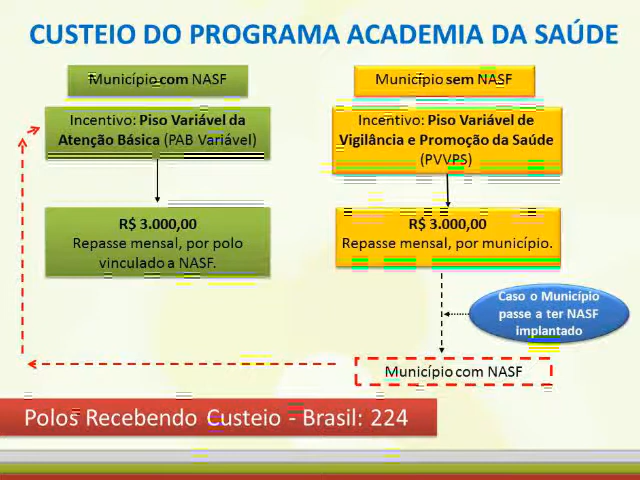 CUSTEIO DO PROGRAMA ACADEMIA DA SAÚDE
Município com NASF
Município sem NASF
Incentivo: Piso Variável da
Atenção Básica (PAB Variável)
Incentivo: Piso Variável de
Vigilância e Promoção da Saúde
(PVVPS)
R$ 3.000,00
Repasse mensal, por polo
vinculado a NASF.
R$ 3.000,00
Repasse mensal, por município.
Caso o Município
passe a ter NASF
implantado
Município com NASF
Polos Recebendo Custeio - Brasil: 224